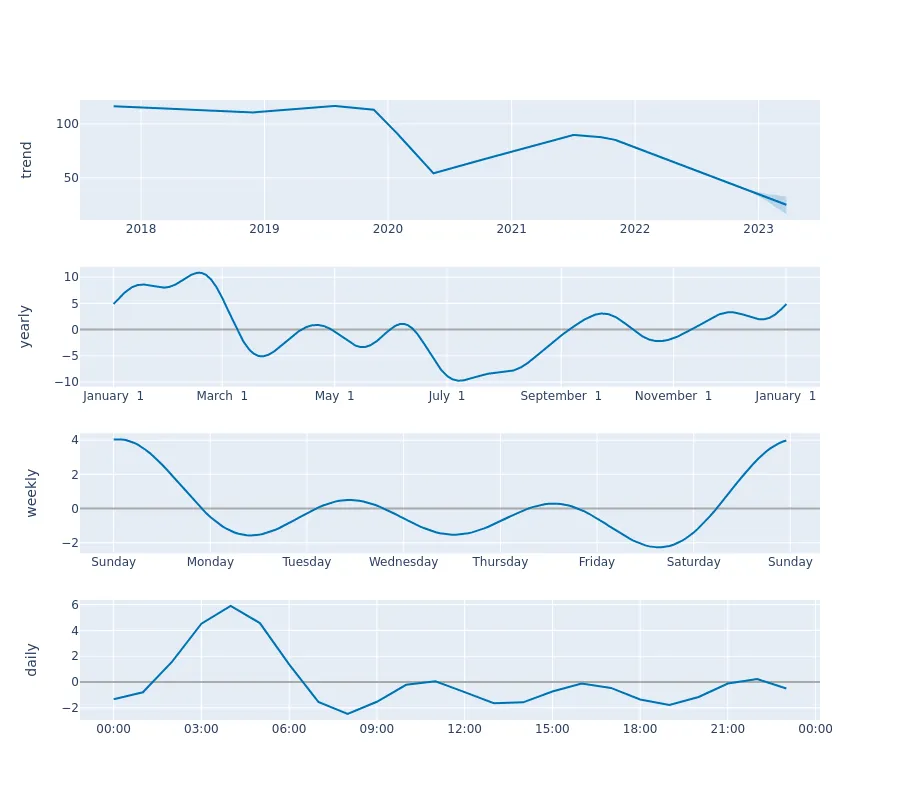 trend
100
50
2018 2019 2020 2021 2022 2023
yearly
10
5
0
−5
−10
January 1 March 1 May 1 July 1 September 1 November 1 January 1
weekly
4
2
0
−2
Sunday Monday Tuesday Wednesday Thursday Friday Saturday Sunday
daily
6
4
2
0
−2
00:00 03:00 06:00 09:00 12:00 15:00 18:00 21:00 00:00